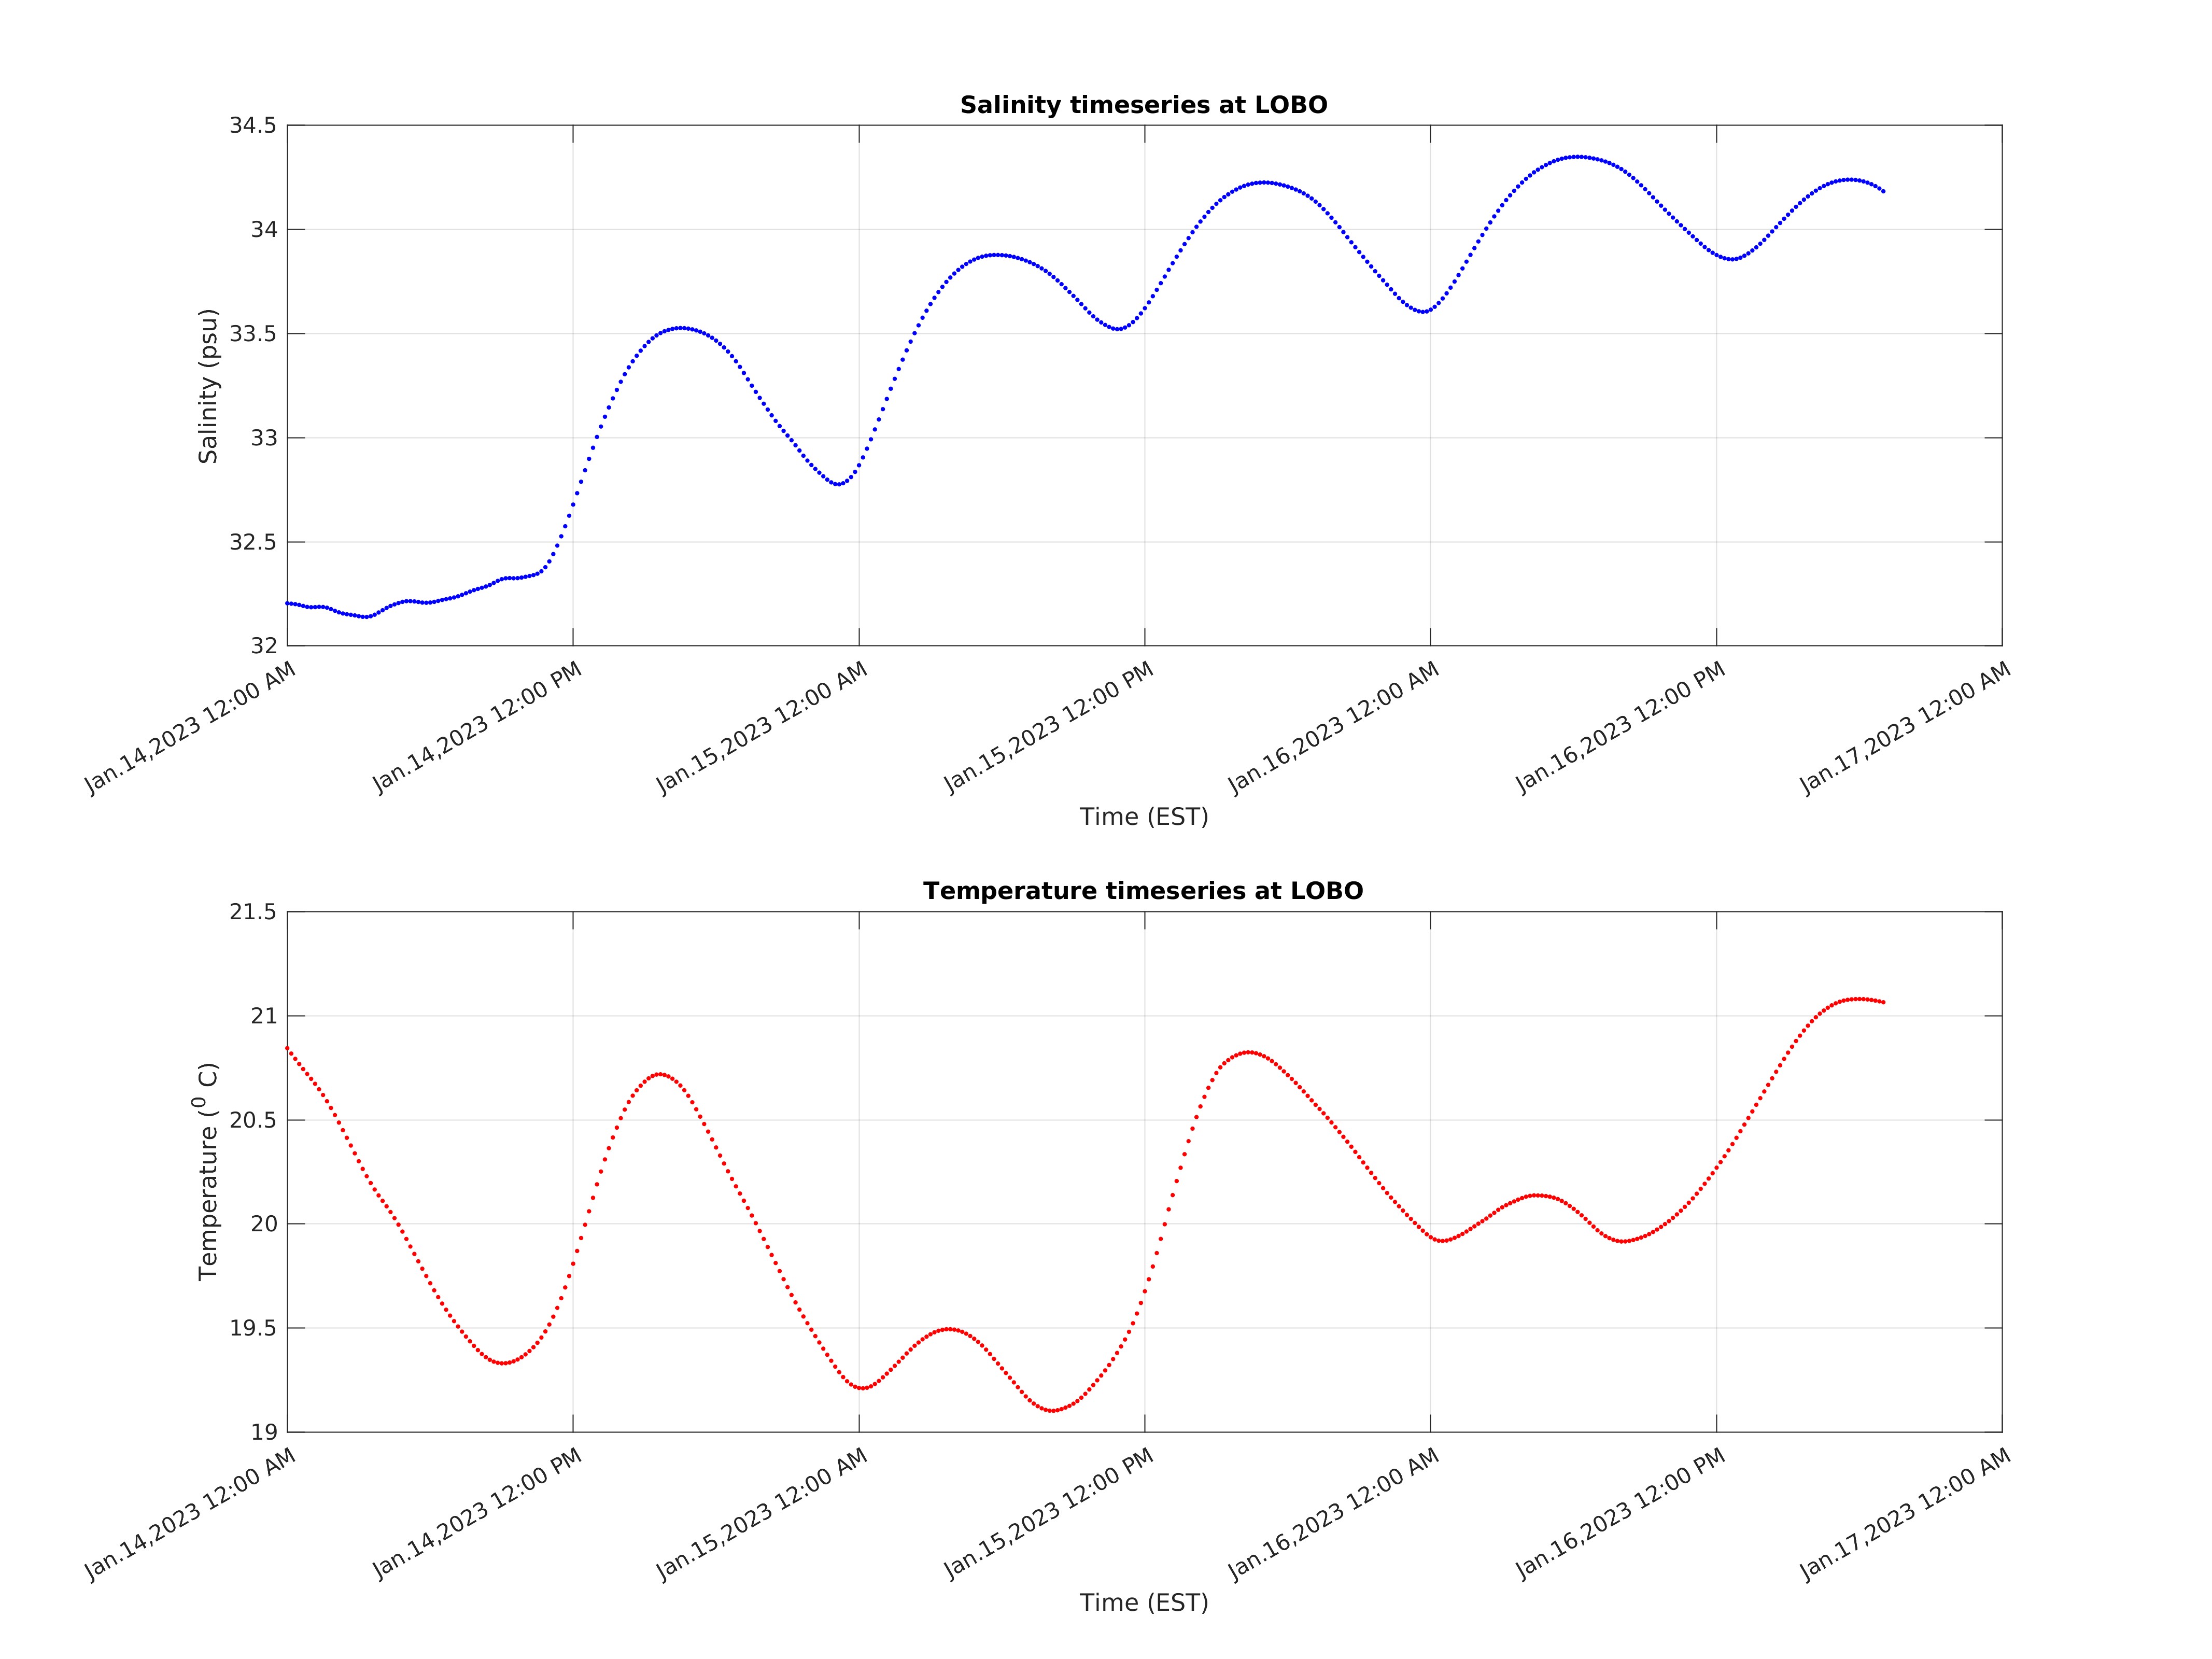 Salinity timeseries at LOBO
34.5
34
33.5
33
32.5
32
Salinity (psu)
Jan.14,2023 12:00 AM
Jan.14,2023 12:00 PM
Jan.15,2023 12:00 AM
Jan.15,2023 12:00 PM
Jan.16,2023 12:00 AM
Jan.16,2023 12:00 PM
Jan.17,2023 12:00 AM
Time (EST)
Temperature timeseries at LOBO
21.5
21
20.5
20
19.5
19
Temperature (⁰ C)
Jan.14,2023 12:00 AM
Jan.14,2023 12:00 PM
Jan.15,2023 12:00 AM
Jan.15,2023 12:00 PM
Jan.16,2023 12:00 AM
Jan.16,2023 12:00 PM
Jan.17,2023 12:00 AM
Time (EST)